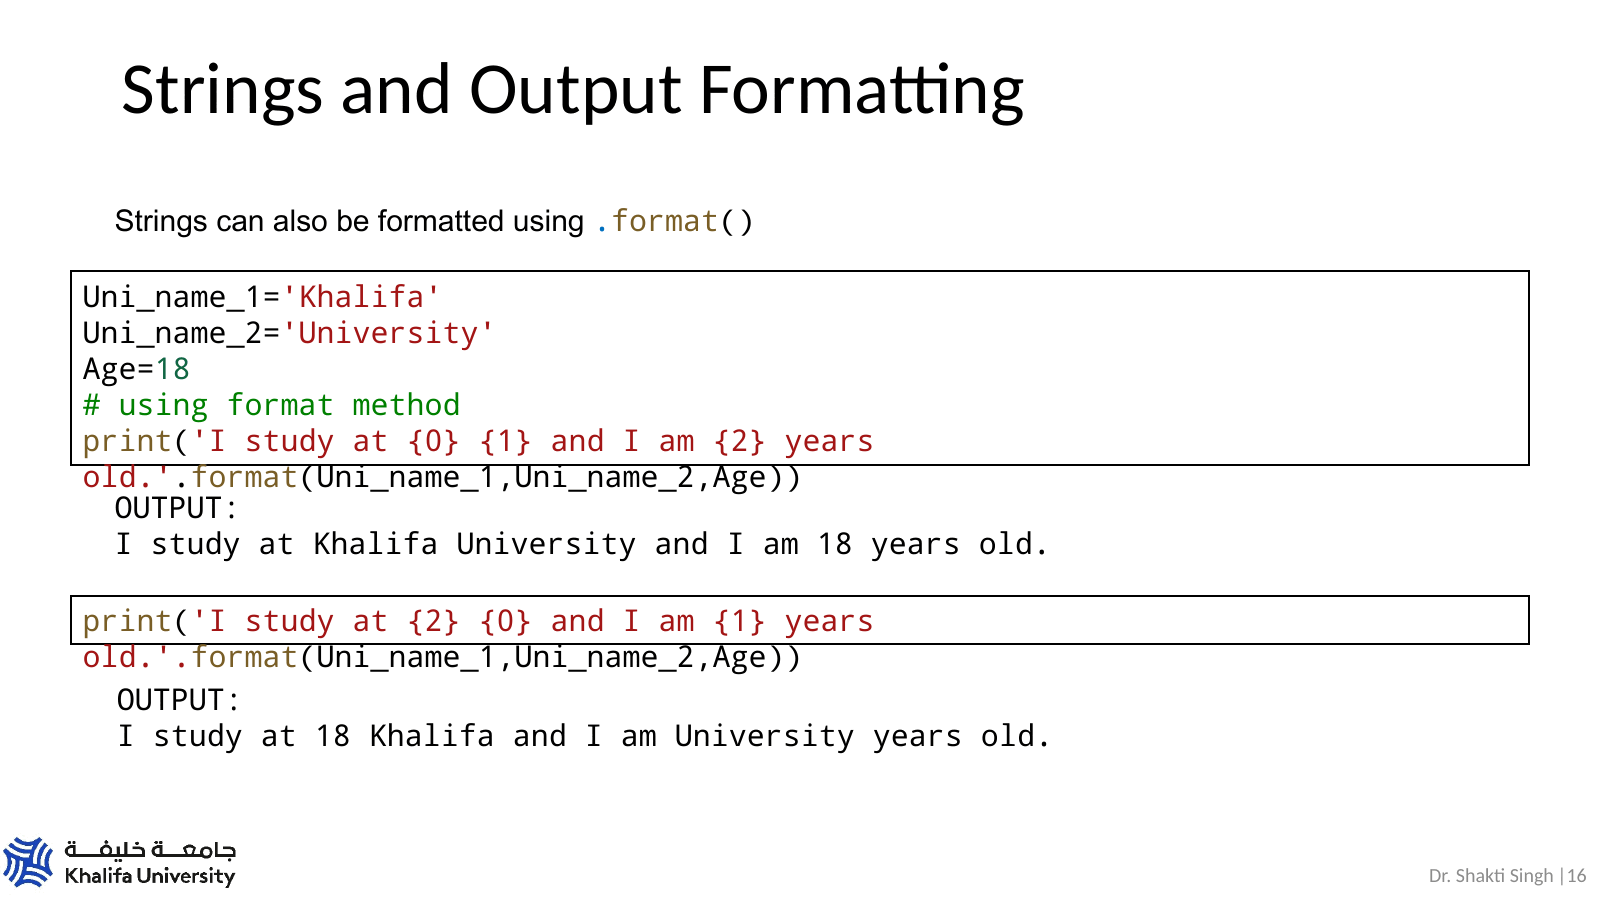 Strings and Output Formatting
Strings can also be formatted using .format()
Uni_name_1='Khalifa'
Uni_name_2='University'
Age=18
# using format method
print('I study at {0} {1} and I am {2} years
old.'.format(Uni_name_1,Uni_name_2,Age))
OUTPUT:
I study at Khalifa University and I am 18 years old.
print('I study at {2} {0} and I am {1} years
old.'.format(Uni_name_1,Uni_name_2,Age))
OUTPUT:
I study at 18 Khalifa and I am University years old.
جامعـــة خليفـــة
Khalifa University
Dr. Shakti Singh |16